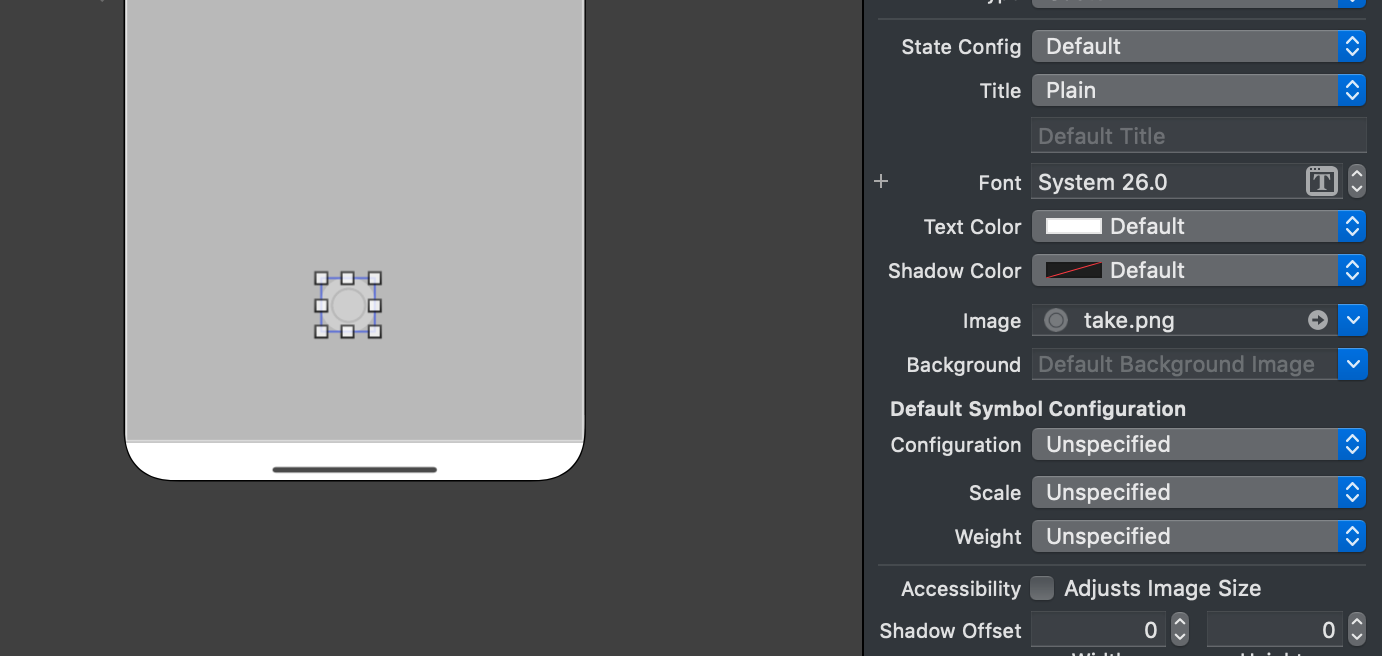 State Config Default
Title Plain
Default Title
Font System 26.0
Text Color Default
Shadow Color Default
Image take.png
Background Default Background Image
Default Symbol Configuration
Configuration Unspecified
Scale Unspecified
Weight Unspecified
Accessibility Adjusts Image Size
Shadow Offset 0 0